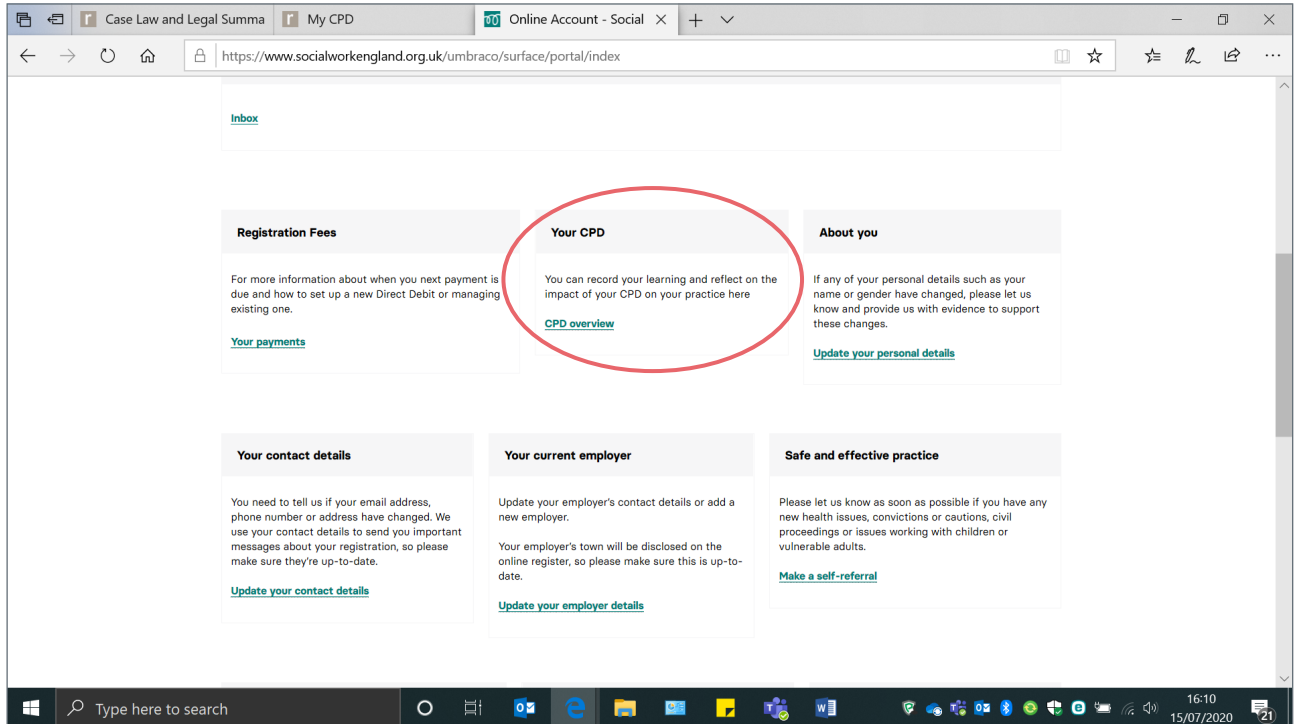 Case Law and Legal Summa
My CPD
Online Account - Social
https://www.socialworkengland.org.uk/umbraco/surface/portal/index
Inbox
Registration Fees
For more information about when you next payment is
due and how to set up a new Direct Debit or managing
existing one.
Your payments
Your CPD
You can record your learning and reflect on the
impact of your CPD on your practice here
CPD overview
About you
If any of your personal details such as your
name or gender have changed, please let us
know and provide us with evidence to support
these changes.
Update your personal details
Your contact details
You need to tell us if your email address,
phone number or address have changed. We
use your contact details to send you important
messages about your registration, so please
make sure they're up-to-date.
Update your contact details
Your current employer
Update your employer's contact details or add a
new employer.
Your employer's town will be disclosed on the
online register, so please make sure this is up-to-
date.
Update your employer details
Safe and effective practice
Please let us know as soon as possible if you have any
new health issues, convictions or cautions, civil
proceedings or issues working with children or
vulnerable adults.
Make a self-referral
Type here to search
16:10
15/07/2020
21